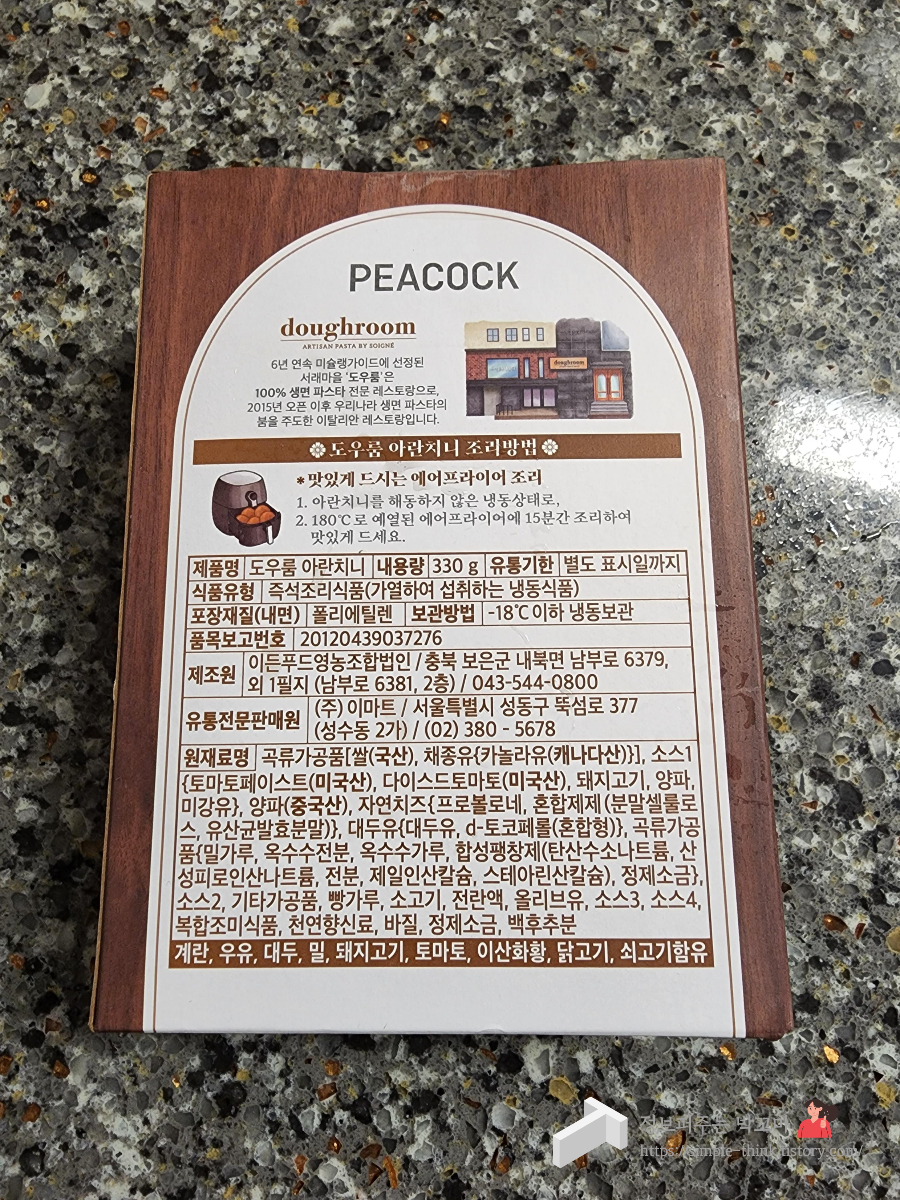 PEACOCK
doughroom
ARTISAN PASTA BY SOIGNÉ
6년 연속 미슐랭가이드에 선정된
서래마을 '도우룸'은
100% 생면 파스타 전문 레스토랑으로,
2015년 오픈 이후 우리나라 생면 파스타의
붐을 주도한 이탈리안 레스토랑입니다.
doughroom
도우룸 아란치니 조리방법
*맛있게 드시는 에어프라이어 조리
1. 아란치니를 해동하지 않은 냉동상태로,
2. 180℃로 예열된 에어프라이어에 15분간 조리하여
맛있게 드세요.
제품명 도우룸 아란치니 내용량 330 g 유통기한 별도 표시일까지
식품유형 즉석조리식품(가열하여 섭취하는 냉동식품)
포장재질(내면) 폴리에틸렌 보관방법 -18℃이하 냉동보관
품목보고번호 20120439037276
제조원 이든푸드영농조합법인 / 충북 보은군 내북면 남부로 6379,
외 1필지 (남부로 6381, 2층) / 043-544-0800
유통전문판매원 (주) 이마트 / 서울특별시 성동구 뚝섬로 377
(성수동 2가) / (02) 380 - 5678
원재료명 곡류가공품[쌀(국산), 채종유{카놀라유(캐나다산)}], 소스1
{토마토페이스트(미국산), 다이스드토마토(미국산), 돼지고기, 양파,
미강유}, 양파(중국산), 자연치즈{프로볼로네, 혼합제제(분말셀룰로
스, 유산균발효분말)}, 대두유{대두유, d-토코페롤(혼합형)}, 곡류가공
품{밀가루, 옥수수전분, 옥수수가루, 합성팽창제(탄산수소나트륨, 산
성피로인산나트륨, 전분, 제일인산칼슘, 스테아린산칼슘), 정제소금},
소스2, 기타가공품, 빵가루, 소고기, 전란액, 올리브유, 소스3, 소스4,
복합조미식품, 천연향신료, 바질, 정제소금, 백후추분
계란, 우유, 대두, 밀, 돼지고기, 토마토, 이산화황, 닭고기, 쇠고기함유
정보퍼주는 박꼬미
https://simple-think.tistory.com/